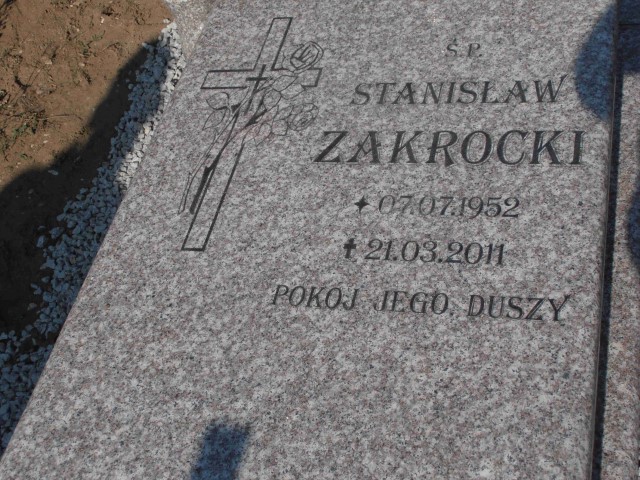 Ś.P.
STANISŁAW
ZAKROCKI
07.07.1952
21.03.2011
POKÓJ JEGO DUSZY